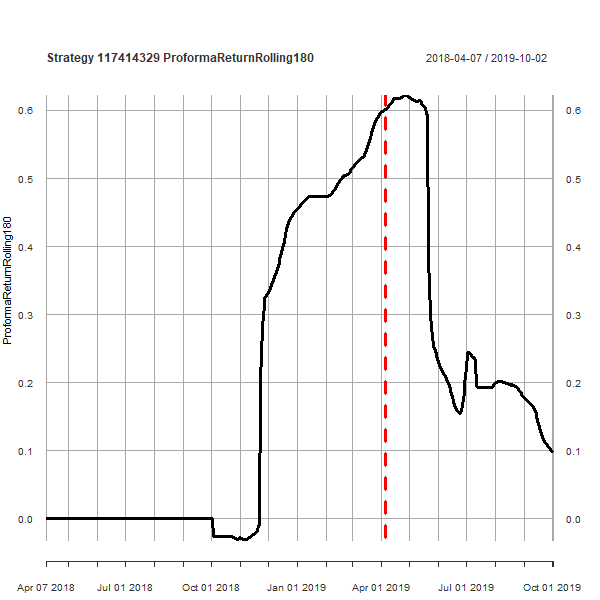 Strategy 117414329 ProformaReturnRolling180
2018-04-07 / 2019-10-02
0.6
0.6
0.5
0.5
0.4
0.4
0.3
0.3
0.2
0.2
0.1
0.1
0.0
0.0
ProformaReturnRolling180
Apr 07 2018
Jul 01 2018
Oct 01 2018
Jan 01 2019
Apr 01 2019
Jul 01 2019
Oct 01 2019